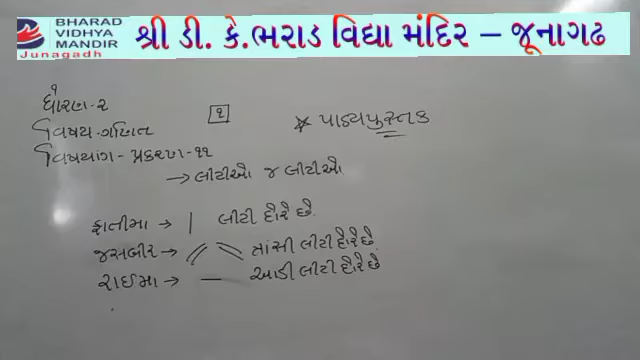 BHARAD
VIDHYA
MANDIR
Junagadh
શ્રી ડી. કે.ભરાડ વિદ્યા મંદિર – જૂનાગઢ
ધોરણ-૨
[૧]
વિષય-ગણિત
* પાઠ્યપુસ્તક
વિષયાંગ - પ્રકરણ-૧૧
→ લીટીઓ જ લીટીઓ
ફાતીમા → | લીટી દોરે છે.
જસબીર → // \\ ત્રાંસી લીટી દોરે છે.
રાઈમા → — આડી લીટી દોરે છે